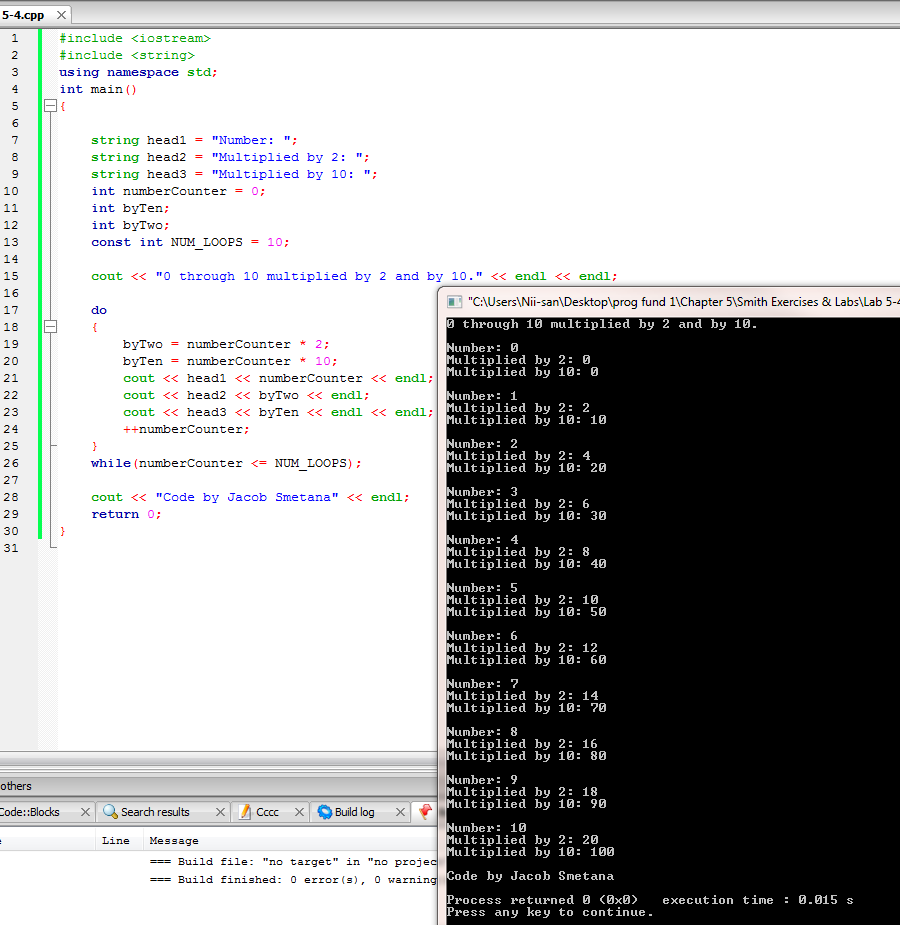 5-4.cpp
1 #include <iostream>
2 #include <string>
3 using namespace std;
4 int main()
5 {
6
7 string head1 = "Number: ";
8 string head2 = "Multiplied by 2: ";
9 string head3 = "Multiplied by 10: ";
10 int numberCounter = 0;
11 int byTen;
12 int byTwo;
13 const int NUM_LOOPS = 10;
14
15 cout << "0 through 10 multiplied by 2 and by 10." << endl << endl;
16
17 do
18 {
19 byTwo = numberCounter * 2;
20 byTen = numberCounter * 10;
21 cout << head1 << numberCounter << endl;
22 cout << head2 << byTwo << endl;
23 cout << head3 << byTen << endl << endl;
24 ++numberCounter;
25 }
26 while(numberCounter <= NUM_LOOPS);
27
28 cout << "Code by Jacob Smetana" << endl;
29 return 0;
30 }
31
"C:\Users\Nii-san\Desktop\prog fund 1\Chapter 5\Smith Exercises & Labs\Lab 5-4
0 through 10 multiplied by 2 and by 10.
Number: 0
Multiplied by 2: 0
Multiplied by 10: 0
Number: 1
Multiplied by 2: 2
Multiplied by 10: 10
Number: 2
Multiplied by 2: 4
Multiplied by 10: 20
Number: 3
Multiplied by 2: 6
Multiplied by 10: 30
Number: 4
Multiplied by 2: 8
Multiplied by 10: 40
Number: 5
Multiplied by 2: 10
Multiplied by 10: 50
Number: 6
Multiplied by 2: 12
Multiplied by 10: 60
Number: 7
Multiplied by 2: 14
Multiplied by 10: 70
Number: 8
Multiplied by 2: 16
Multiplied by 10: 80
Number: 9
Multiplied by 2: 18
Multiplied by 10: 90
Number: 10
Multiplied by 2: 20
Multiplied by 10: 100
Code by Jacob Smetana
Process returned 0 (0x0) execution time : 0.015 s
Press any key to continue.
others
Code::Blocks Search results Cccc Build log
Line Message
=== Build file: "no target" in "no projec
=== Build finished: 0 error(s), 0 warning